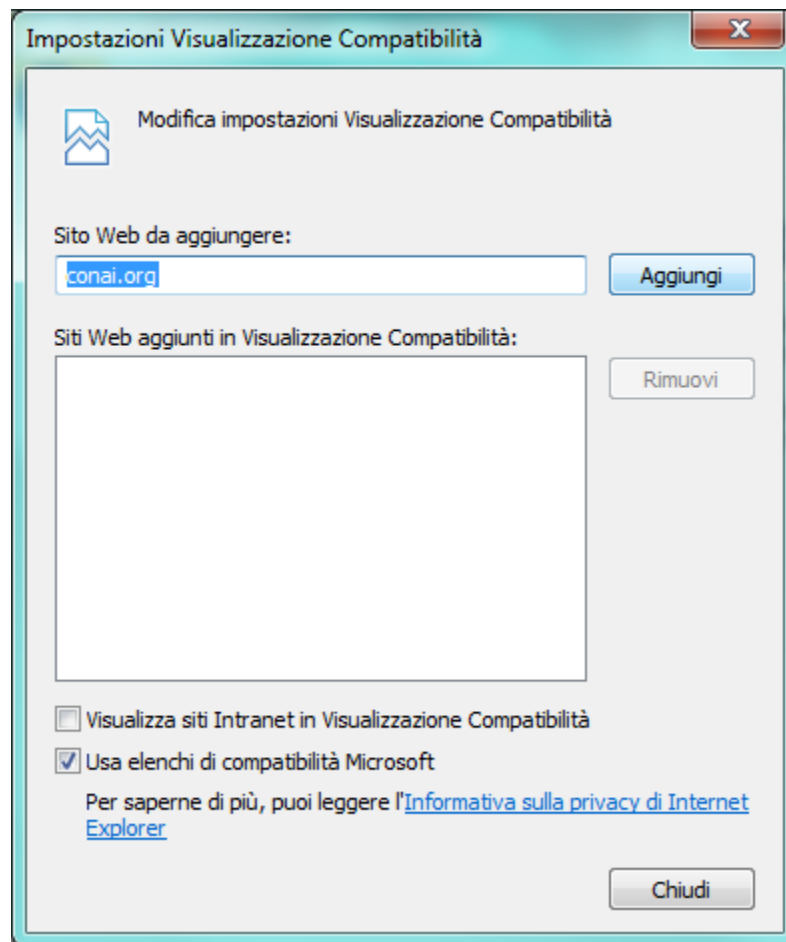 Impostazioni Visualizzazione Compatibilità
X
Modifica impostazioni Visualizzazione Compatibilità
Sito Web da aggiungere:
conai.org
Aggiungi
Siti Web aggiunti in Visualizzazione Compatibilità:
Rimuovi
Visualizza siti Intranet in Visualizzazione Compatibilità
Usa elenchi di compatibilità Microsoft
Per saperne di più, puoi leggere l'Informativa sulla privacy di Internet
Explorer
Chiudi